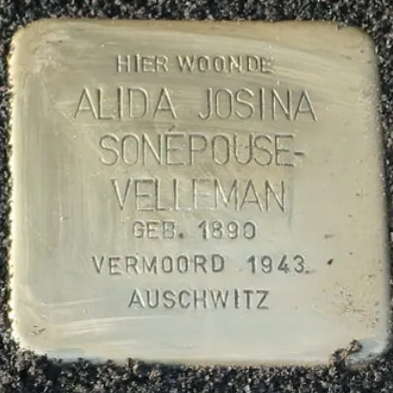 HIER WOONDE
ALIDA JOSINA
SONÉPOUSE-
VELLEMAN
GEB. 1890
VERMOORD 1943
AUSCHWITZ